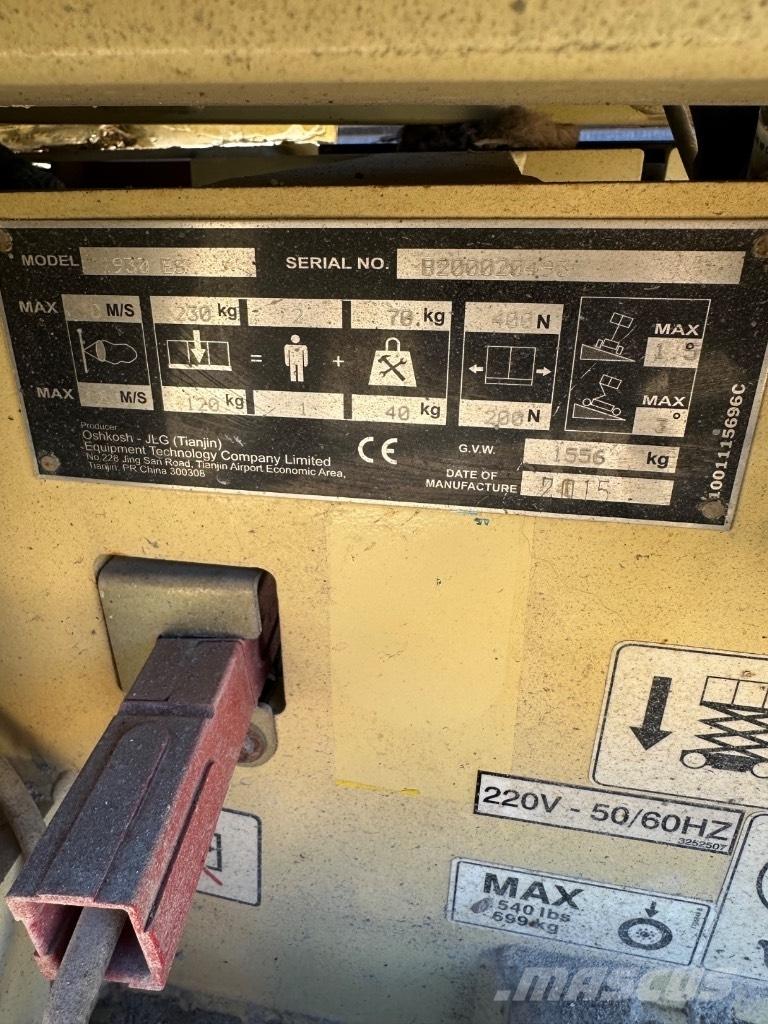 MODEL 1930 ES SERIAL NO.
MAX M/S 230 kg 2 70 kg 400 N MAX
= +
MAX M/S 120 kg 1 40 kg 200 N MAX
3°
Producer
Oshkosh - JLG (Tianjin)
Equipment Technology Company Limited
No.228 Jing San Road, Tianjin Airport Economic Area,
Tianjin, PR China 300308
CE
G.V.W. 1556 kg
DATE OF
MANUFACTURE 2015
1001115696C
220V - 50/60HZ
3252507
MAX
540 lbs
699 kg
MASCUS